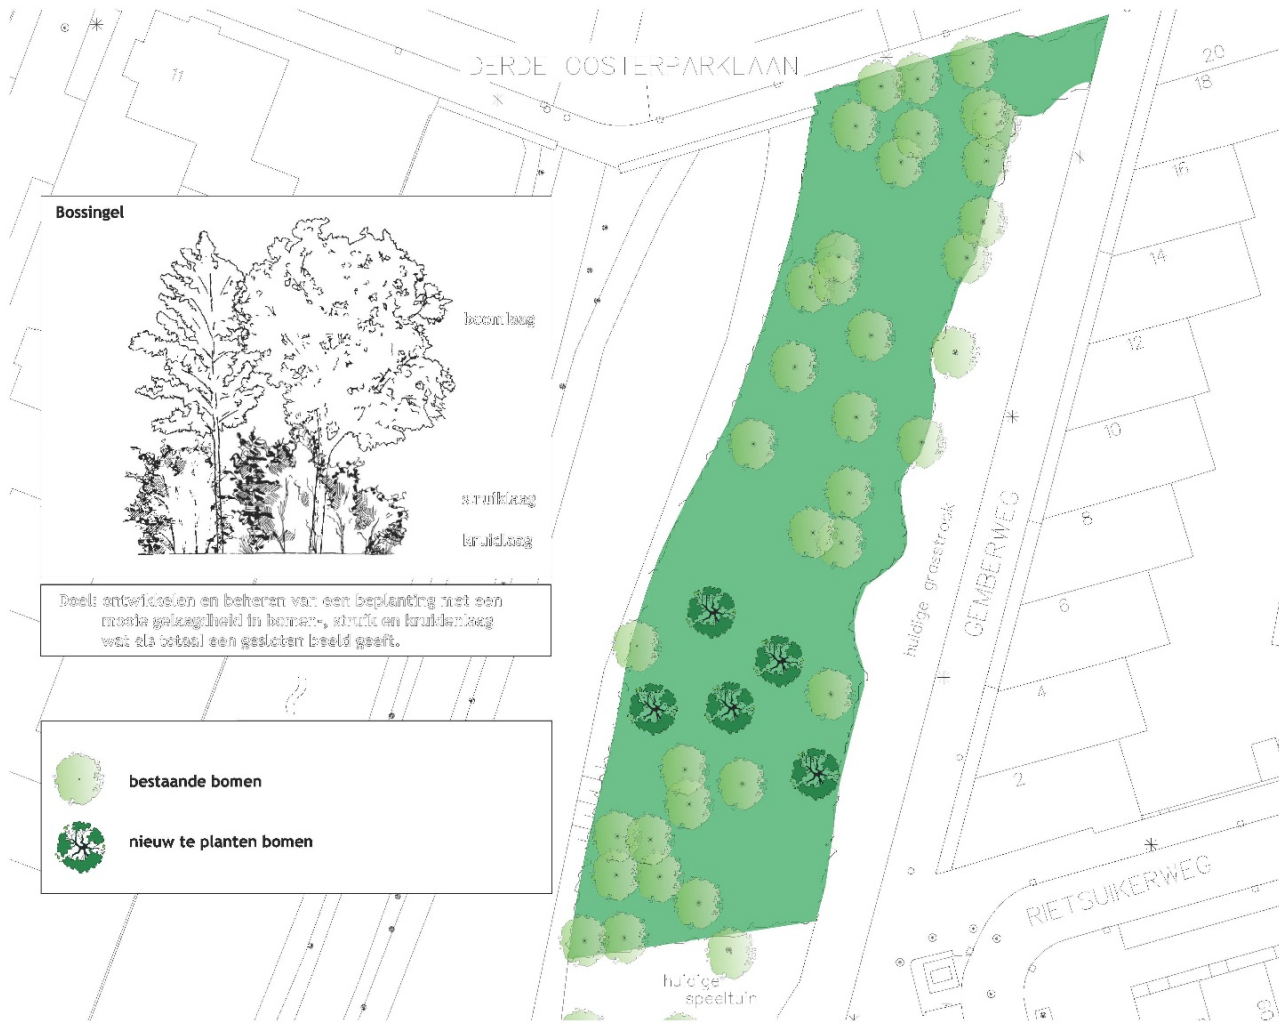 DERDE OOSTERPARKLAAN
11
20
18
16
14
12
10
8
6
4
2
Bossingel
boomlaag
struiklaag
kruidlaag
Doel: ontwikkelen en beheren van een beplanting met een
mooie gelaagdheid in bomen-, struik en kruidenlaag
wat als totaal een gesloten beeld geeft.
bestaande bomen
nieuw te planten bomen
huidige grasstrook
GEMBERWEG
RIETSUIKERWEG
huidige
speeltuin